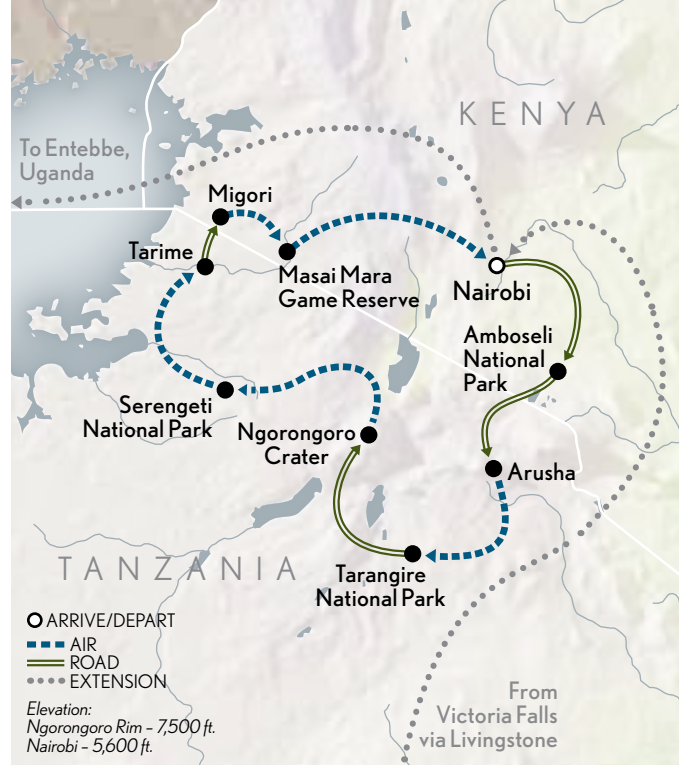 KENYA
To Entebbe,
Uganda
Migori
Tarime
Masai Mara
Game Reserve
Nairobi
Amboseli
National
Park
Serengeti
National Park
Ngorongoro
Crater
Arusha
TANZANIA
Tarangire
National Park
ARRIVE/DEPART
AIR
ROAD
EXTENSION
Elevation:
Ngorongoro Rim – 7,500 ft.
Nairobi – 5,600 ft.
From
Victoria Falls
via Livingstone